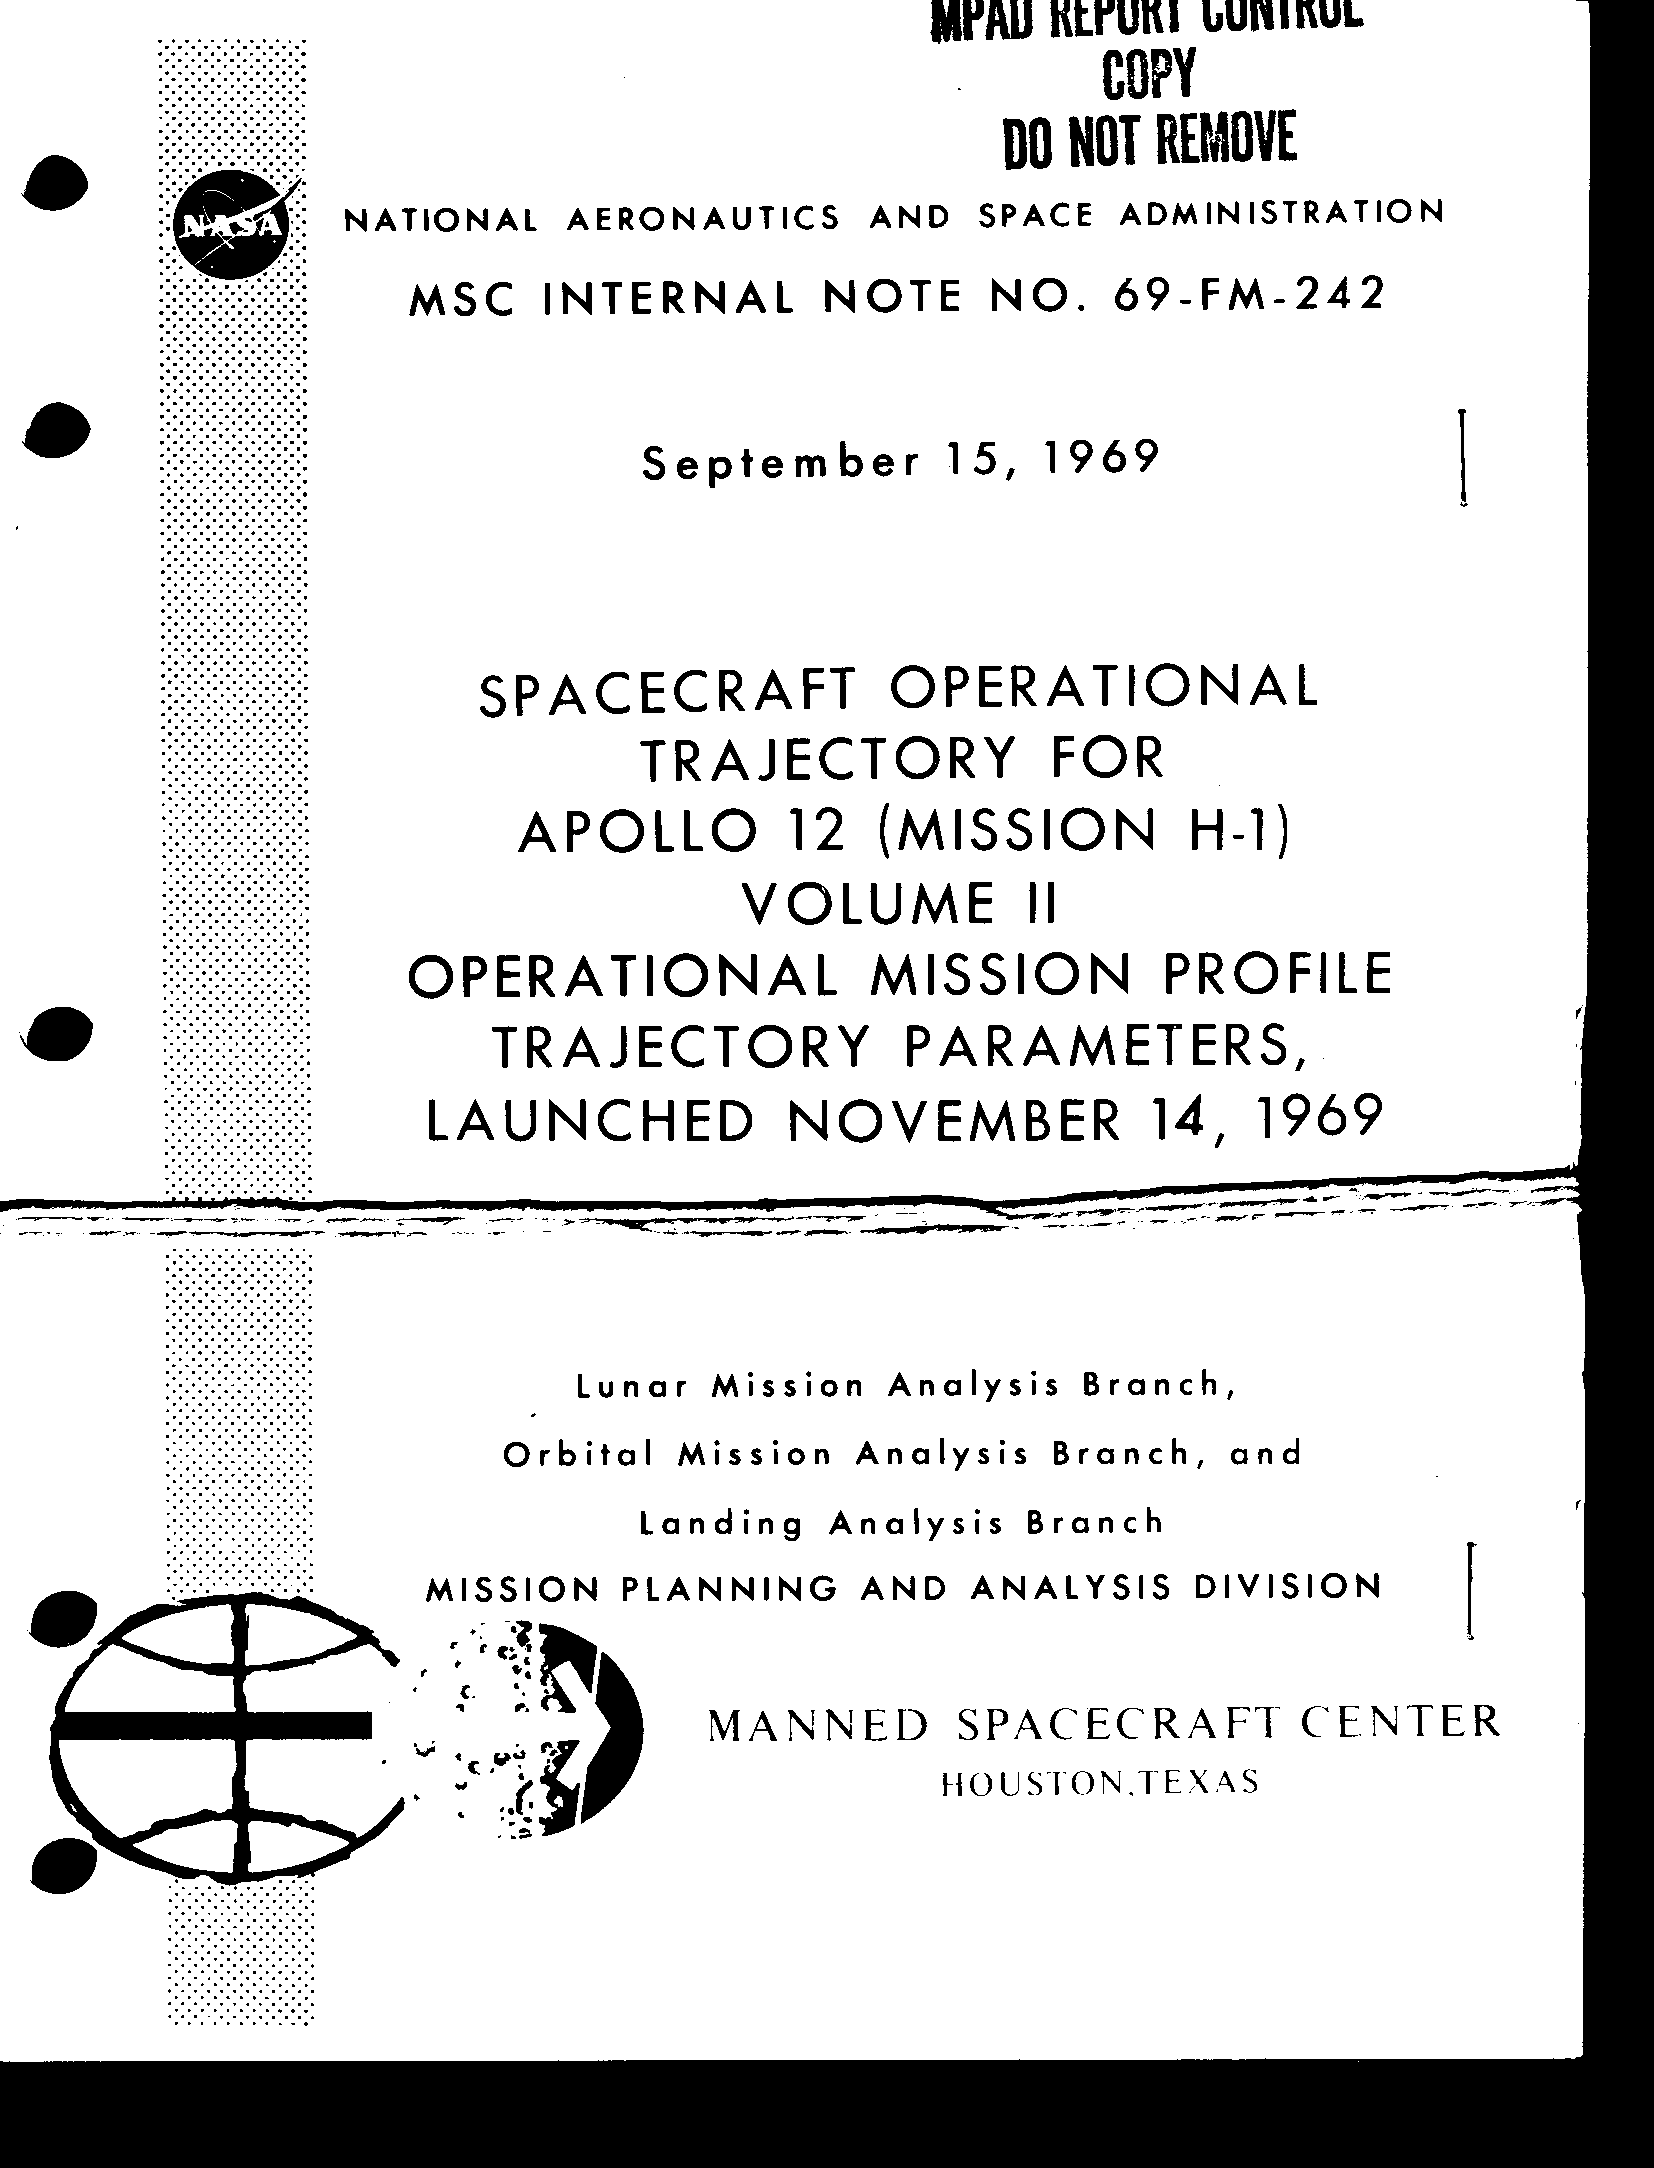 MPAD REPORT CONTROL
COPY
DO NOT REMOVE
NASA
NATIONAL AERONAUTICS AND SPACE ADMINISTRATION
MSC INTERNAL NOTE NO. 69-FM-242
September 15, 1969
SPACECRAFT OPERATIONAL
TRAJECTORY FOR
APOLLO 12 (MISSION H-1)
VOLUME II
OPERATIONAL MISSION PROFILE
TRAJECTORY PARAMETERS,
LAUNCHED NOVEMBER 14, 1969
Lunar Mission Analysis Branch,
Orbital Mission Analysis Branch, and
Landing Analysis Branch
MISSION PLANNING AND ANALYSIS DIVISION
MANNED SPACECRAFT CENTER
HOUSTON, TEXAS